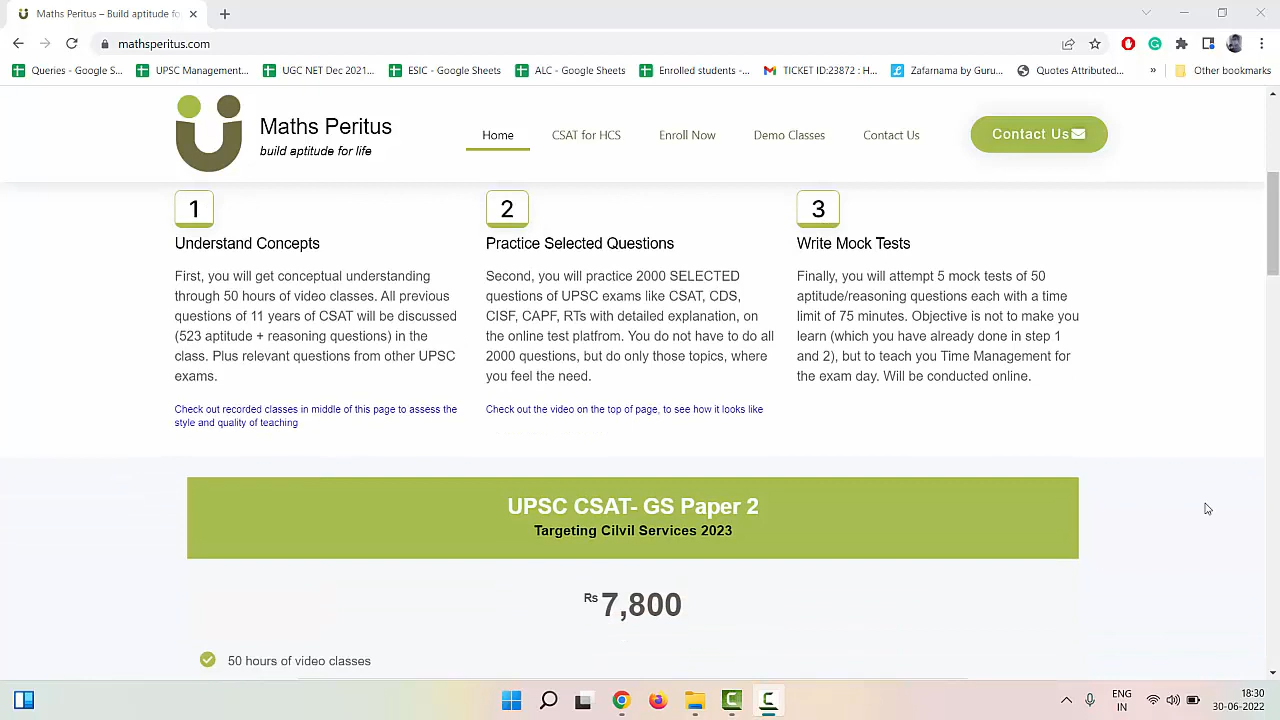 Maths Peritus – Build aptitude fo
mathsperitus.com
Queries - Google S...
UPSC Management...
UGC NET Dec 2021...
ESIC - Google Sheets
ALC - Google Sheets
Enrolled students -...
TICKET ID:23872 : H...
Zafarnama by Guru...
Quotes Attributed...
»
Other bookmarks
Maths Peritus
build aptitude for life
Home
CSAT for HCS
Enroll Now
Demo Classes
Contact Us
Contact Us
1
Understand Concepts
First, you will get conceptual understanding
through 50 hours of video classes. All previous
questions of 11 years of CSAT will be discussed
(523 aptitude + reasoning questions) in the
class. Plus relevant questions from other UPSC
exams.
Check out recorded classes in middle of this page to assess the
style and quality of teaching
2
Practice Selected Questions
Second, you will practice 2000 SELECTED
questions of UPSC exams like CSAT, CDS,
CISF, CAPF, RTs with detailed explanation, on
the online test platfrom. You do not have to do all
2000 questions, but do only those topics, where
you feel the need.
Check out the video on the top of page, to see how it looks like
3
Write Mock Tests
Finally, you will attempt 5 mock tests of 50
aptitude/reasoning questions each with a time
limit of 75 minutes. Objective is not to make you
learn (which you have already done in step 1
and 2), but to teach you Time Management for
the exam day. Will be conducted online.
UPSC CSAT- GS Paper 2
Targeting Cilvil Services 2023
Rs 7,800
50 hours of video classes
ENG
IN
18:30
30-06-2022